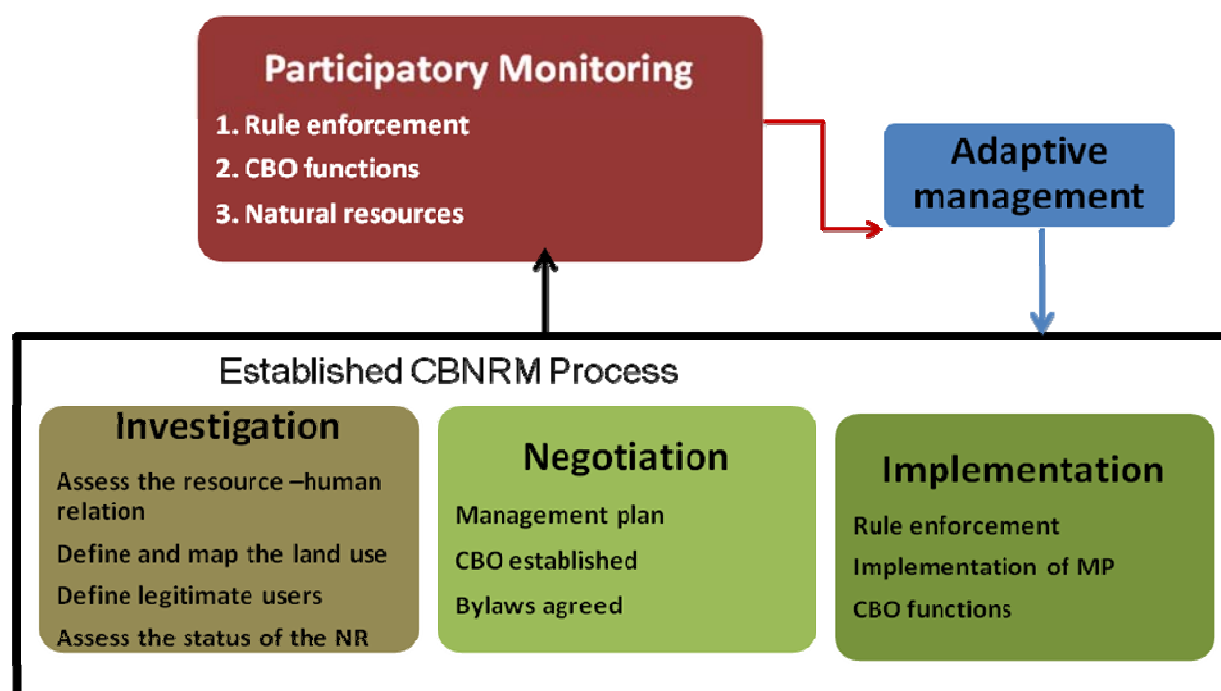 Participatory Monitoring
1. Rule enforcement
2. CBO functions
3. Natural resources
Adaptive
management
Established CBNRM Process
Investigation
Assess the resource –human
relation
Define and map the land use
Define legitimate users
Assess the status of the NR
Negotiation
Management plan
CBO established
Bylaws agreed
Implementation
Rule enforcement
Implementation of MP
CBO functions